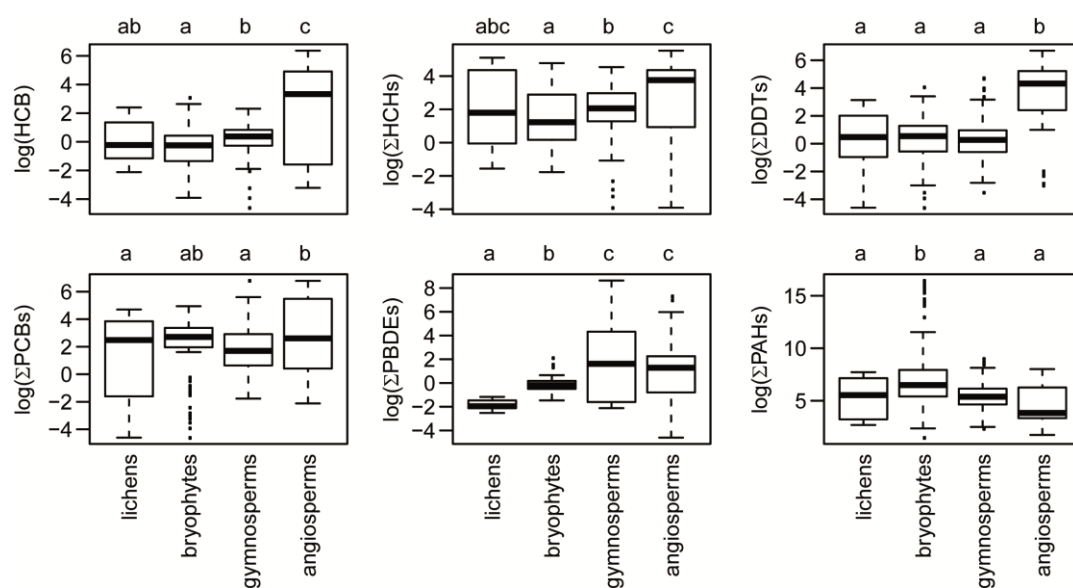 ab a b c
log(HCB)
6
4
2
0
−2
−4
abc a b c
log(ΣHCHs)
4
2
0
−2
−4
a a a b
log(ΣDDTs)
6
4
2
0
−2
−4
a ab a b
log(ΣPCBs)
6
4
2
0
−2
−4
lichens
bryophytes
gymnosperms
angiosperms
a b c c
log(ΣPBDEs)
8
6
4
2
0
−2
−4
lichens
bryophytes
gymnosperms
angiosperms
a b a a
log(ΣPAHs)
15
10
5
lichens
bryophytes
gymnosperms
angiosperms